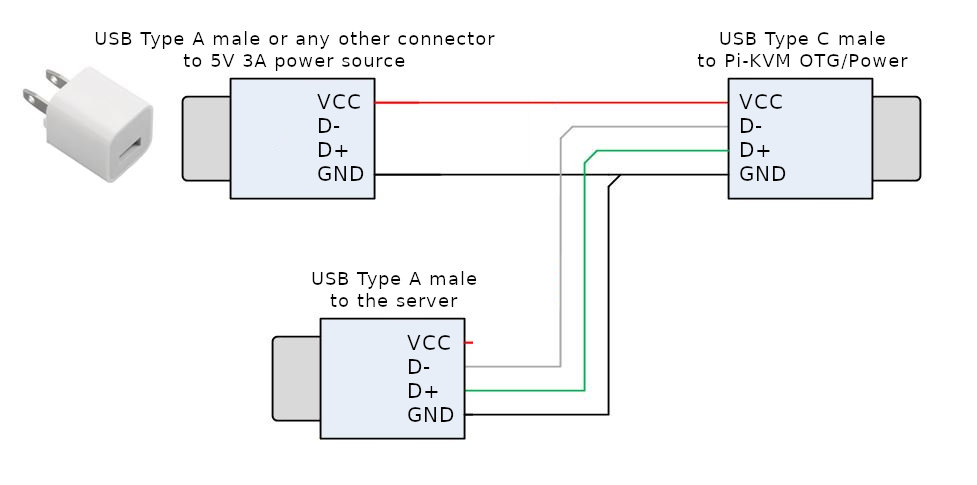 USB Type A male or any other connector
to 5V 3A power source
USB Type C male
to Pi-KVM OTG/Power
VCC
D-
D+
GND
VCC
D-
D+
GND
USB Type A male
to the server
VCC
D-
D+
GND